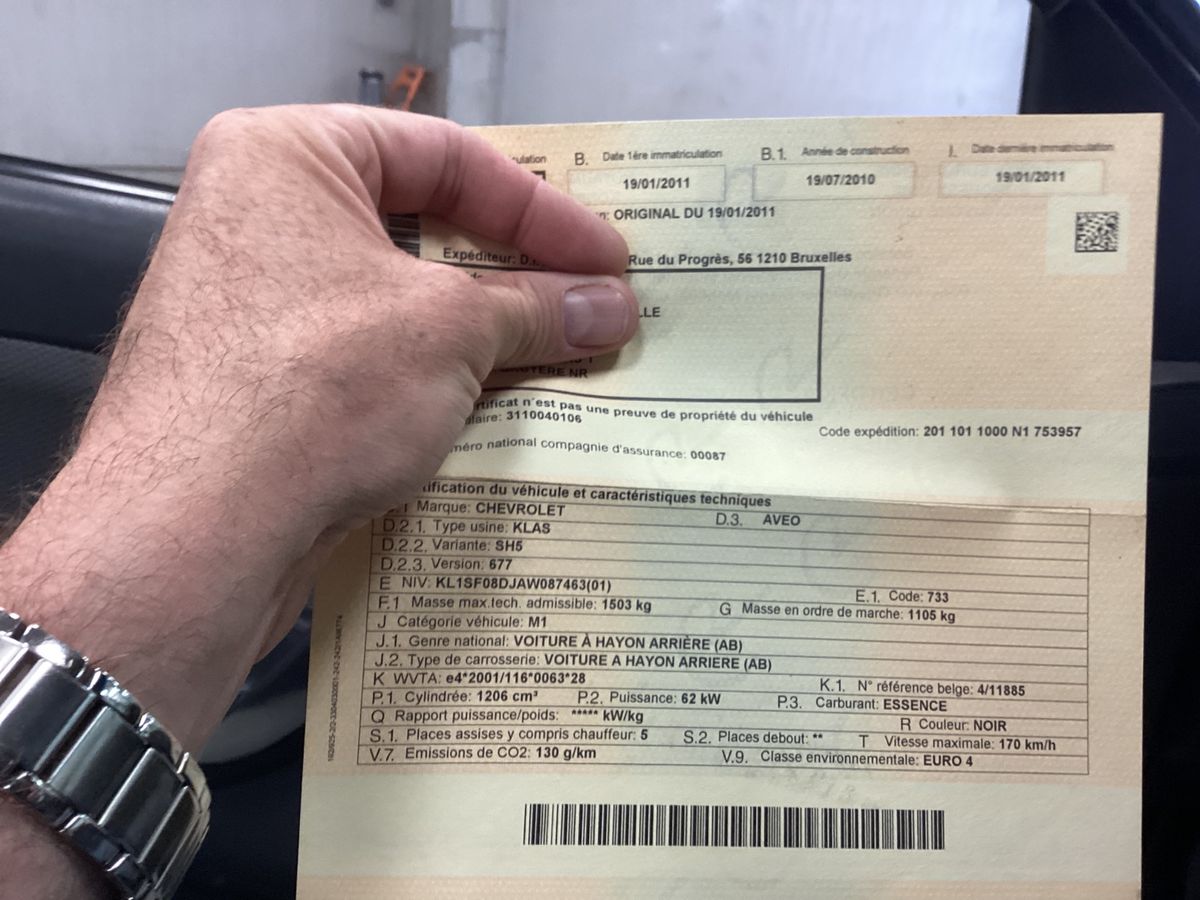 ulation B. Date 1ère immatriculation B.1. Année de construction I. Date dernière immatriculation
19/01/2011 19/07/2010 19/01/2011
n: ORIGINAL DU 19/01/2011
Expéditeur: D. Rue du Progrès, 56 1210 Bruxelles
LLE
NR
rtificat n'est pas une preuve de propriété du véhicule
laire: 3110040106
Code expédition: 201 101 1000 N1 753957
méro national compagnie d'assurance: 00087
ification du véhicule et caractéristiques techniques
1 Marque: CHEVROLET D.3. AVEO
D.2.1. Type usine: KLAS
D.2.2. Variante: SH5
D.2.3. Version: 677
E NIV: KL1SF08DJAW087463(01) E.1. Code: 733
F.1 Masse max.tech. admissible: 1503 kg G Masse en ordre de marche: 1105 kg
J Catégorie véhicule: M1
J.1. Genre national: VOITURE À HAYON ARRIÈRE (AB)
J.2. Type de carrosserie: VOITURE A HAYON ARRIERE (AB)
K WVTA: e4*2001/116*0063*28 K.1. N° référence belge: 4/11885
P.1. Cylindrée: 1206 cm³ P.2. Puissance: 62 kW P.3. Carburant: ESSENCE
Q Rapport puissance/poids: ***** kW/kg R Couleur: NOIR
S.1. Places assises y compris chauffeur: 5 S.2. Places debout: ** T Vitesse maximale: 170 km/h
V.7. Emissions de CO2: 130 g/km V.9. Classe environnementale: EURO 4